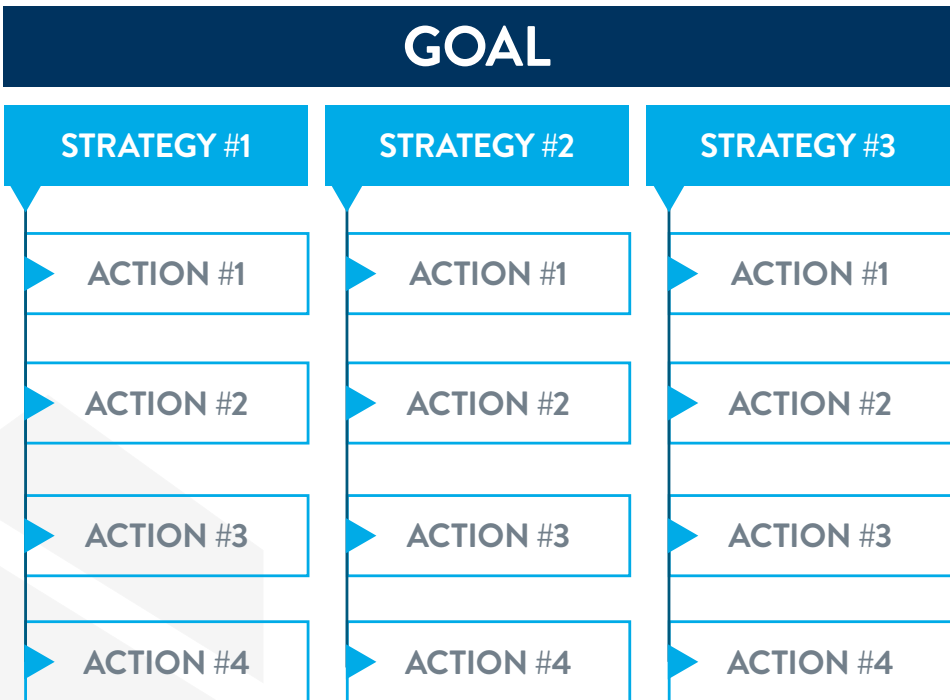 GOAL
STRATEGY #1
STRATEGY #2
STRATEGY #3
ACTION #1
ACTION #1
ACTION #1
ACTION #2
ACTION #2
ACTION #2
ACTION #3
ACTION #3
ACTION #3
ACTION #4
ACTION #4
ACTION #4